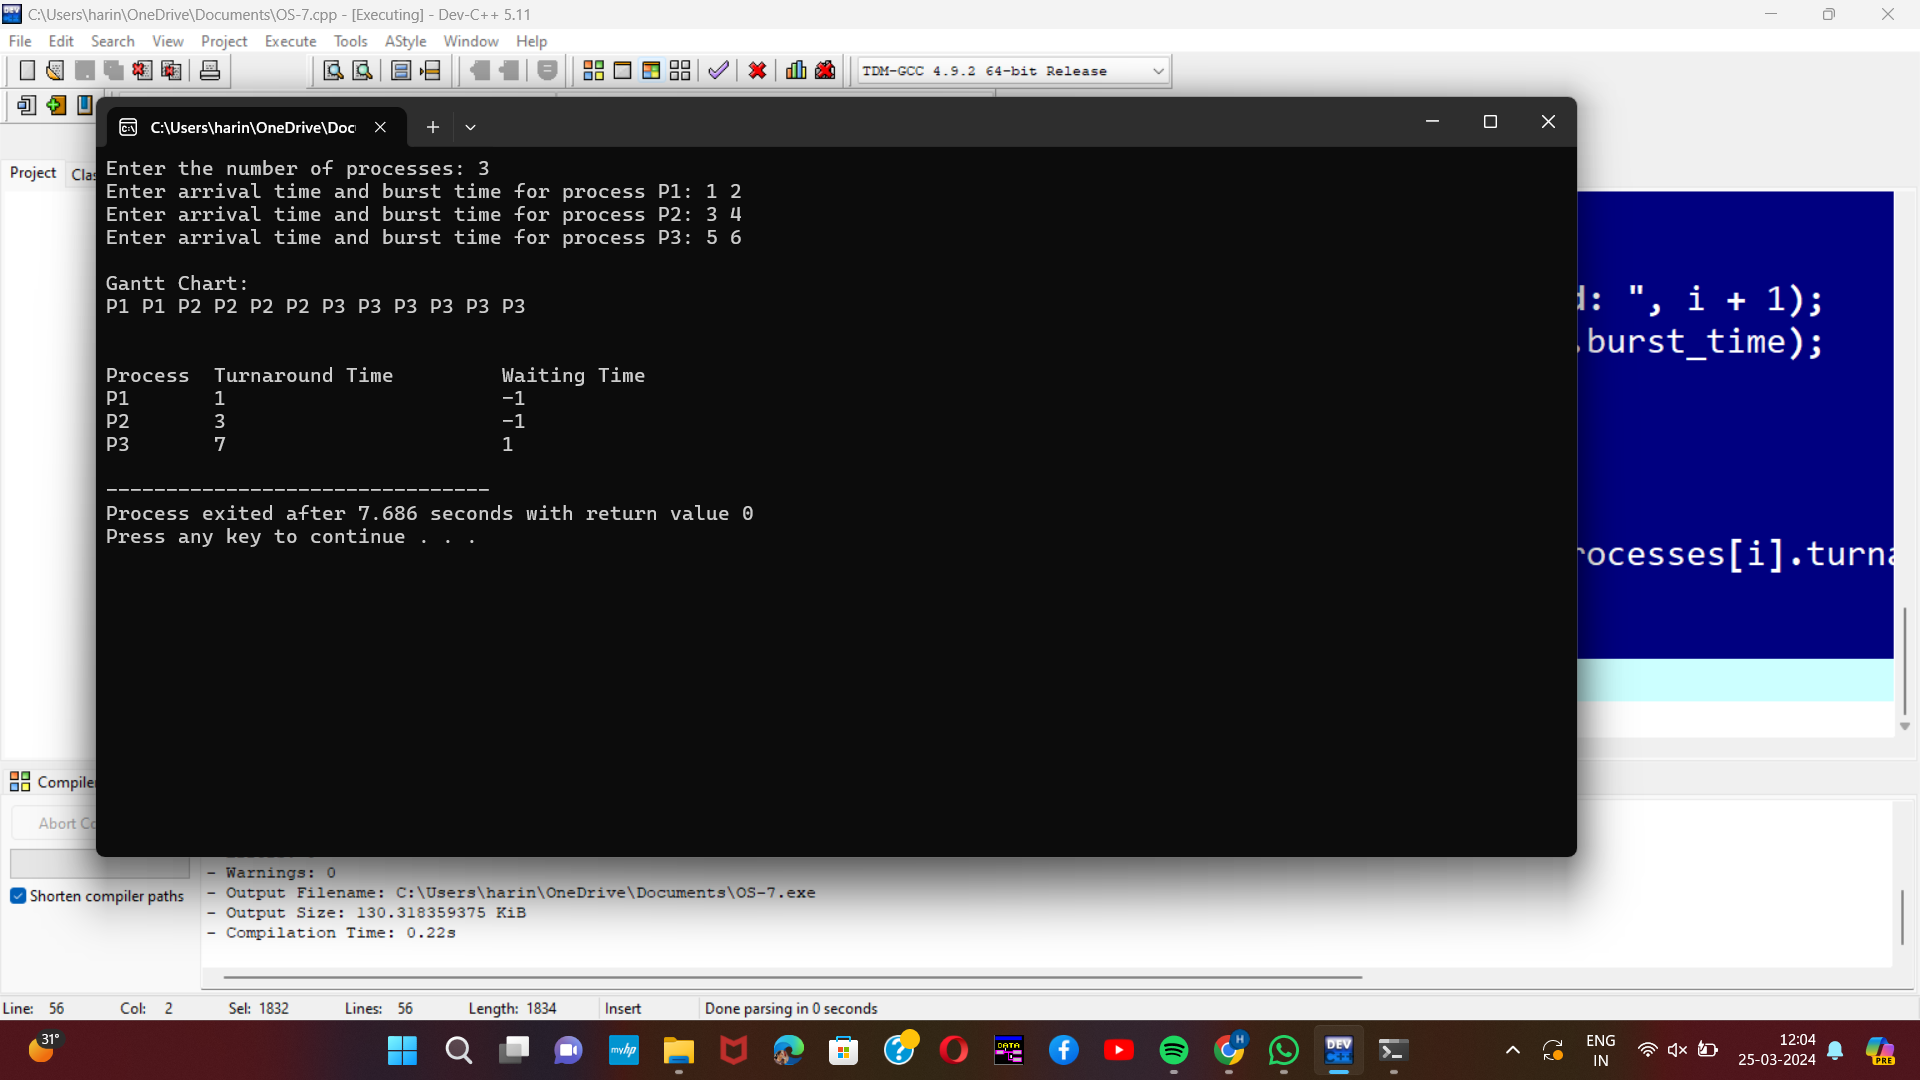 C:\Users\harin\OneDrive\Documents\OS-7.cpp - [Executing] - Dev-C++ 5.11
File Edit Search View Project Execute Tools AStyle Window Help
TDM-GCC 4.9.2 64-bit Release
C:\Users\harin\OneDrive\Doc
Project Clas
Enter the number of processes: 3
Enter arrival time and burst time for process P1: 1 2
Enter arrival time and burst time for process P2: 3 4
Enter arrival time and burst time for process P3: 5 6
Gantt Chart:
P1 P1 P2 P2 P2 P2 P3 P3 P3 P3 P3 P3
Process Turnaround Time Waiting Time
P1 1 -1
P2 3 -1
P3 7 1
--------------------------------
Process exited after 7.686 seconds with return value 0
Press any key to continue . . .
d: ", i + 1);
.burst_time);
rocesses[i].turna
Compiler
Abort Co
Shorten compiler paths
- Warnings: 0
- Output Filename: C:\Users\harin\OneDrive\Documents\OS-7.exe
- Output Size: 130.318359375 KiB
- Compilation Time: 0.22s
Line: 56 Col: 2 Sel: 1832 Lines: 56 Length: 1834 Insert Done parsing in 0 seconds
31°
myhp
DATA
H
DEV
C++
ENG
IN
12:04
25-03-2024
PRE